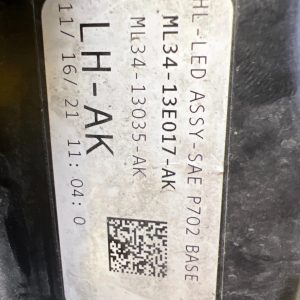 HL-LED ASSY-SAE P702 BASE
ML34-13E017-AK
ML34-13035-AK
LH-AK
11/16/21 11:04:0